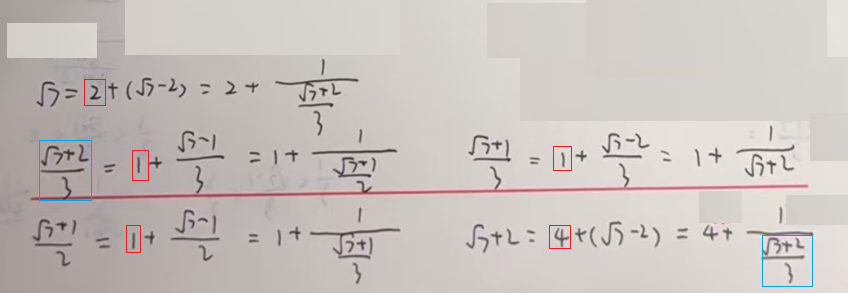 √7 = 2 + (√7-2) = 2 + 1/((√7+2)/3)
(√7+2)/3 = 1 + (√7-1)/3 = 1 + 1/((√7+1)/2)
(√7+1)/3 = 1 + (√7-2)/3 = 1 + 1/(√7+2)
(√7+1)/2 = 1 + (√7-1)/2 = 1 + 1/((√7+1)/3)
√7+2 = 4 + (√7-2) = 4 + 1/((√7+2)/3)